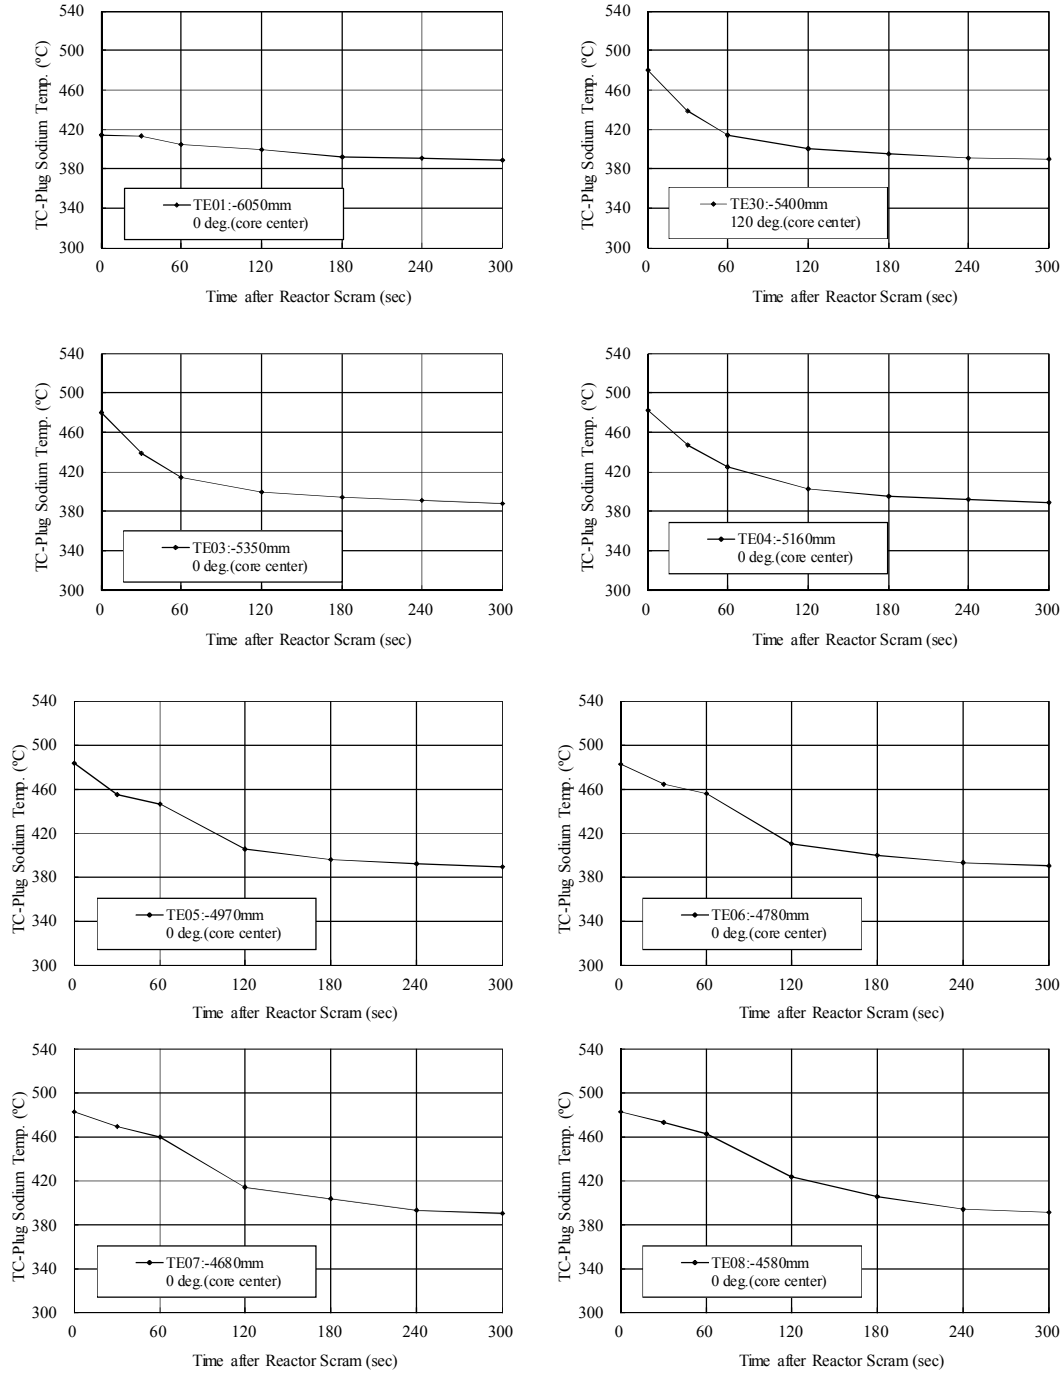 TC-Plug Sodium Temp. (ºC)
540
500
460
420
380
340
300
TE01:-6050mm
0 deg.(core center)
0 60 120 180 240 300
Time after Reactor Scram (sec)
TC-Plug Sodium Temp. (ºC)
540
500
460
420
380
340
300
TE30:-5400mm
120 deg.(core center)
0 60 120 180 240 300
Time after Reactor Scram (sec)
TC-Plug Sodium Temp. (ºC)
540
500
460
420
380
340
300
TE03:-5350mm
0 deg.(core center)
0 60 120 180 240 300
Time after Reactor Scram (sec)
TC-Plug Sodium Temp. (ºC)
540
500
460
420
380
340
300
TE04:-5160mm
0 deg.(core center)
0 60 120 180 240 300
Time after Reactor Scram (sec)
TC-Plug Sodium Temp. (ºC)
540
500
460
420
380
340
300
TE05:-4970mm
0 deg.(core center)
0 60 120 180 240 300
Time after Reactor Scram (sec)
TC-Plug Sodium Temp. (ºC)
540
500
460
420
380
340
300
TE06:-4780mm
0 deg.(core center)
0 60 120 180 240 300
Time after Reactor Scram (sec)
TC-Plug Sodium Temp. (ºC)
540
500
460
420
380
340
300
TE07:-4680mm
0 deg.(core center)
0 60 120 180 240 300
Time after Reactor Scram (sec)
TC-Plug Sodium Temp. (ºC)
540
500
460
420
380
340
300
TE08:-4580mm
0 deg.(core center)
0 60 120 180 240 300
Time after Reactor Scram (sec)